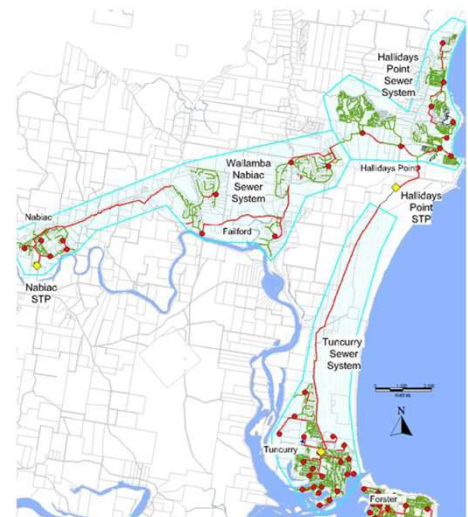 Hallidays
Point
Sewer
System
Wallamba
Nabiac
Sewer
System
Hallidays Point
Hallidays
Point
STP
Nabiac
Failford
Nabiac
STP
Tuncurry
Sewer
System
N
Tuncurry
Forster